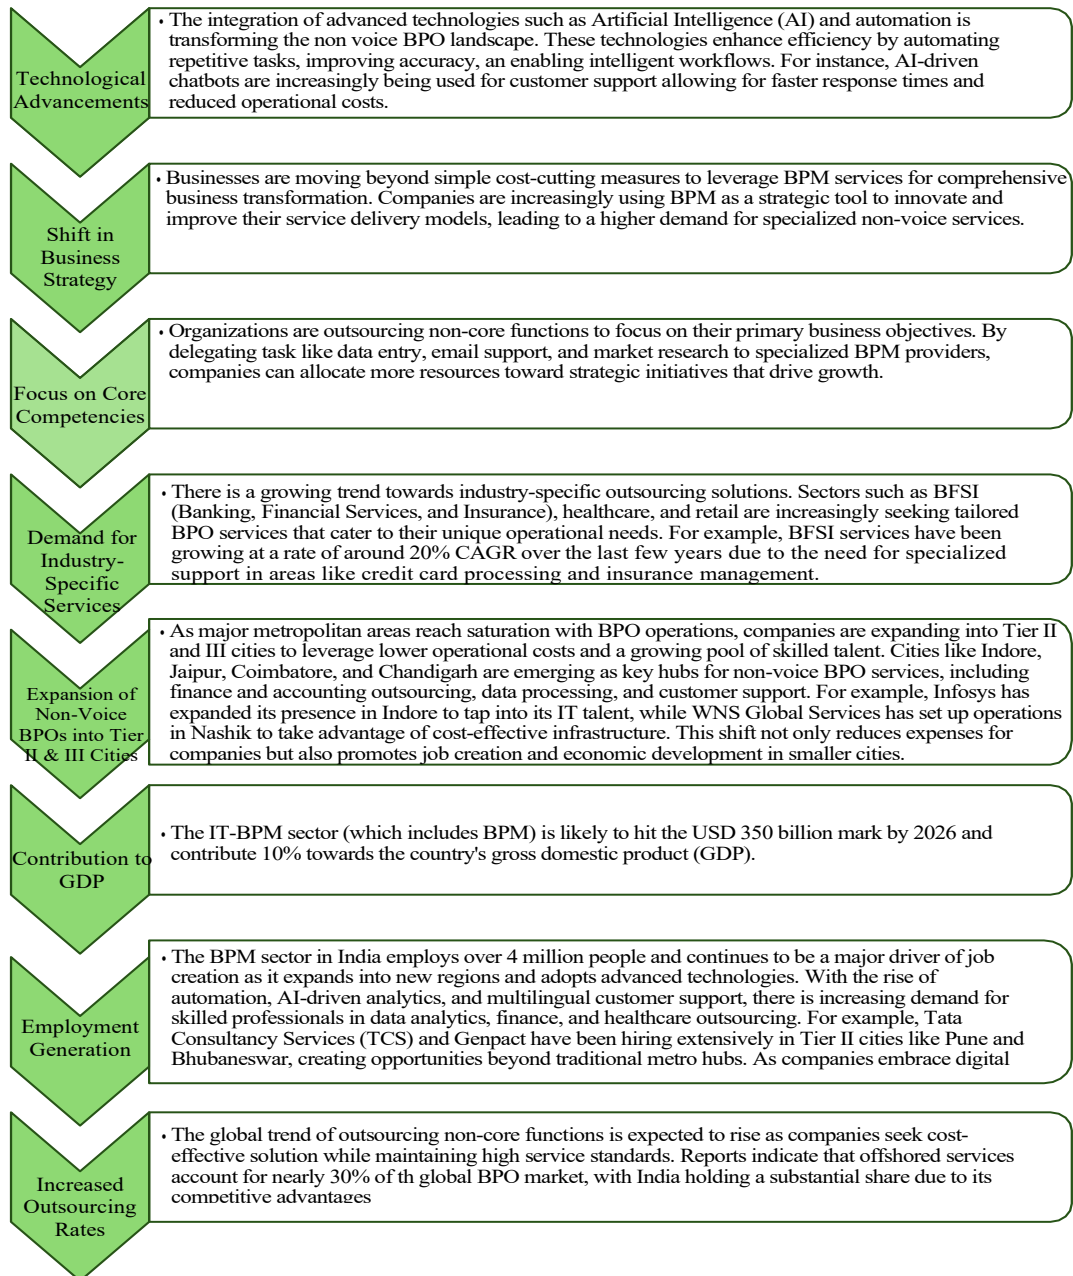 Technological
Advancements
• The integration of advanced technologies such as Artificial Intelligence (AI) and automation is
transforming the non voice BPO landscape. These technologies enhance efficiency by automating
repetitive tasks, improving accuracy, an enabling intelligent workflows. For instance, AI-driven
chatbots are increasingly being used for customer support allowing for faster response times and
reduced operational costs.
Shift in
Business
Strategy
• Businesses are moving beyond simple cost-cutting measures to leverage BPM services for comprehensive
business transformation. Companies are increasingly using BPM as a strategic tool to innovate and
improve their service delivery models, leading to a higher demand for specialized non-voice services.
Focus on Core
Competencies
• Organizations are outsourcing non-core functions to focus on their primary business objectives. By
delegating task like data entry, email support, and market research to specialized BPM providers,
companies can allocate more resources toward strategic initiatives that drive growth.
Demand for
Industry-
Specific
Services
• There is a growing trend towards industry-specific outsourcing solutions. Sectors such as BFSI
(Banking, Financial Services, and Insurance), healthcare, and retail are increasingly seeking tailored
BPO services that cater to their unique operational needs. For example, BFSI services have been
growing at a rate of around 20% CAGR over the last few years due to the need for specialized
support in areas like credit card processing and insurance management.
Expansion of
Non-Voice
BPOs into Tier
II & III Cities
• As major metropolitan areas reach saturation with BPO operations, companies are expanding into Tier II
and III cities to leverage lower operational costs and a growing pool of skilled talent. Cities like Indore,
Jaipur, Coimbatore, and Chandigarh are emerging as key hubs for non-voice BPO services, including
finance and accounting outsourcing, data processing, and customer support. For example, Infosys has
expanded its presence in Indore to tap into its IT talent, while WNS Global Services has set up operations
in Nashik to take advantage of cost-effective infrastructure. This shift not only reduces expenses for
companies but also promotes job creation and economic development in smaller cities.
Contribution to
GDP
• The IT-BPM sector (which includes BPM) is likely to hit the USD 350 billion mark by 2026 and
contribute 10% towards the country's gross domestic product (GDP).
Employment
Generation
• The BPM sector in India employs over 4 million people and continues to be a major driver of job
creation as it expands into new regions and adopts advanced technologies. With the rise of
automation, AI-driven analytics, and multilingual customer support, there is increasing demand for
skilled professionals in data analytics, finance, and healthcare outsourcing. For example, Tata
Consultancy Services (TCS) and Genpact have been hiring extensively in Tier II cities like Pune and
Bhubaneswar, creating opportunities beyond traditional metro hubs. As companies embrace digital
Increased
Outsourcing
Rates
• The global trend of outsourcing non-core functions is expected to rise as companies seek cost-
effective solution while maintaining high service standards. Reports indicate that offshored services
account for nearly 30% of th global BPO market, with India holding a substantial share due to its
competitive advantages